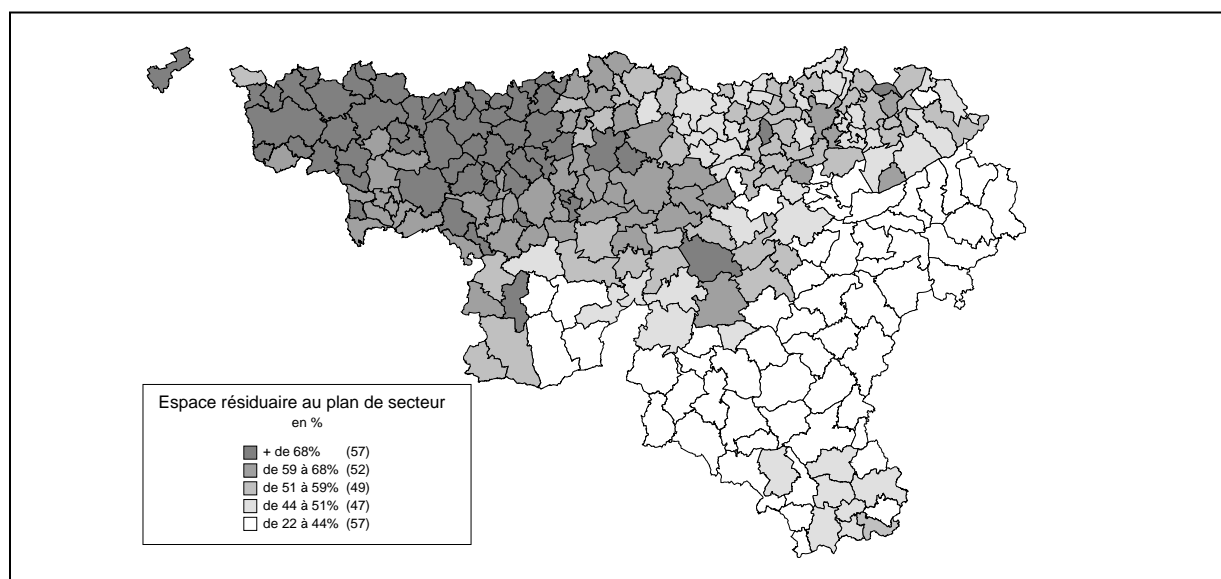 Espace résiduaire au plan de secteur
en %
+ de 68% (57)
de 59 à 68% (52)
de 51 à 59% (49)
de 44 à 51% (47)
de 22 à 44% (57)